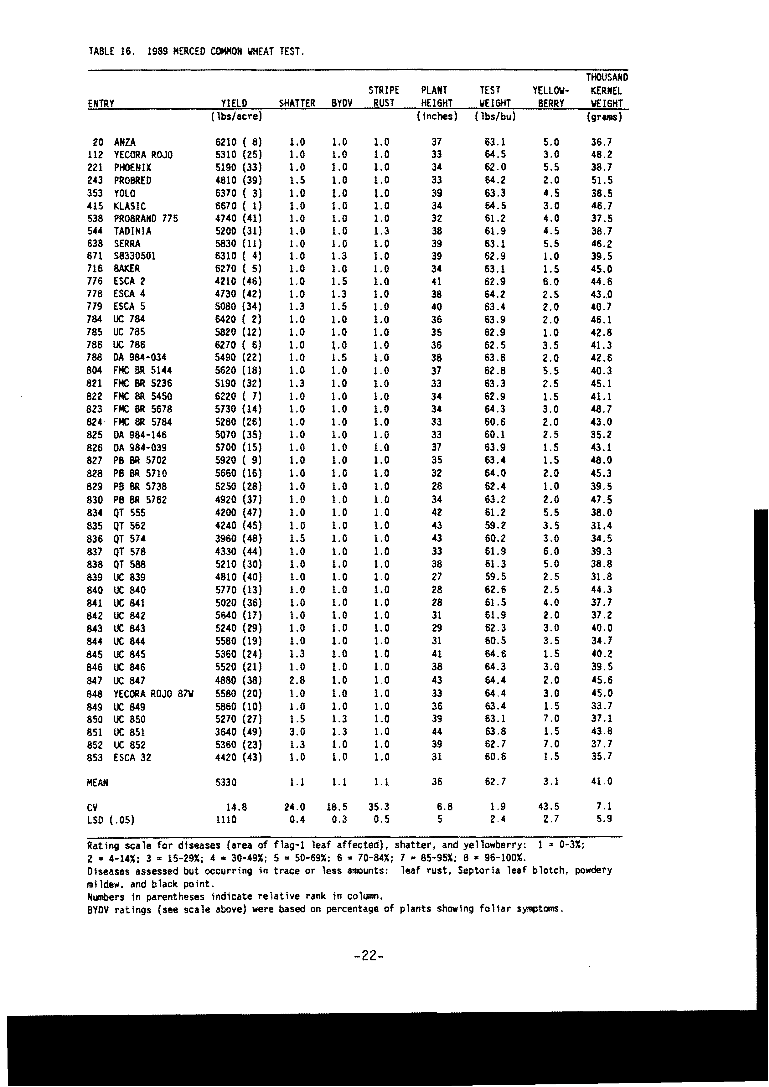 TABLE 16. 1989 MERCED COMMON WHEAT TEST.
THOUSAND
STRIPE PLANT TEST YELLOW- KERNEL
ENTRY YIELD SHATTER BYDV RUST HEIGHT WEIGHT BERRY WEIGHT
(lbs/acre) (inches) (lbs/bu) (grams)
20 ANZA 6210 ( 8) 1.0 1.0 1.0 37 63.1 5.0 36.7
112 YECORA ROJO 5310 (25) 1.0 1.0 1.0 33 64.5 3.0 48.2
221 PHOENIX 5190 (33) 1.0 1.0 1.0 34 62.0 5.5 38.7
243 PROBRED 4810 (39) 1.5 1.0 1.0 33 64.2 2.0 51.5
353 YOLO 6370 ( 3) 1.0 1.0 1.0 39 63.3 4.5 38.5
415 KLASIC 6670 ( 1) 1.0 1.0 1.0 34 64.5 3.0 46.7
538 PROBRAND 775 4740 (41) 1.0 1.0 1.0 32 61.2 4.0 37.5
544 TADINIA 5200 (31) 1.0 1.0 1.3 38 61.9 4.5 38.7
638 SERRA 5830 (11) 1.0 1.0 1.0 39 63.1 5.5 46.2
671 S8330501 6310 ( 4) 1.0 1.3 1.0 39 62.9 1.0 39.5
716 BAKER 6270 ( 5) 1.0 1.0 1.0 34 63.1 1.5 45.0
776 ESCA 2 4210 (46) 1.0 1.5 1.0 41 62.9 6.0 44.6
778 ESCA 4 4730 (42) 1.0 1.3 1.0 38 64.2 2.5 43.0
779 ESCA 5 5080 (34) 1.3 1.5 1.0 40 63.4 2.0 40.7
784 UC 784 6420 ( 2) 1.0 1.0 1.0 36 63.9 2.0 46.1
785 UC 785 5820 (12) 1.0 1.0 1.0 35 62.9 1.0 42.8
786 UC 786 6270 ( 6) 1.0 1.0 1.0 36 62.5 3.5 41.3
788 DA 984-034 5490 (22) 1.0 1.5 1.0 38 63.6 2.0 42.6
804 FMC BR 5144 5620 (18) 1.0 1.0 1.0 37 62.8 5.5 40.3
821 FMC BR 5236 5190 (32) 1.3 1.0 1.0 33 63.3 2.5 45.1
822 FMC BR 5450 6220 ( 7) 1.0 1.0 1.0 34 62.9 1.5 41.1
823 FMC BR 5678 5730 (14) 1.0 1.0 1.0 34 64.3 3.0 48.7
824 FMC BR 5784 5280 (26) 1.0 1.0 1.0 33 60.6 2.0 43.0
825 DA 984-146 5070 (35) 1.0 1.0 1.0 33 60.1 2.5 35.2
826 DA 984-039 5700 (15) 1.0 1.0 1.0 37 63.9 1.5 43.1
827 PB BR 5702 5920 ( 9) 1.0 1.0 1.0 35 63.4 1.5 48.0
828 PB BR 5710 5660 (16) 1.0 1.0 1.0 32 64.0 2.0 45.3
829 PB BR 5738 5250 (28) 1.0 1.0 1.0 28 62.4 1.0 39.5
830 PB BR 5762 4920 (37) 1.0 1.0 1.0 34 63.2 2.0 47.5
834 QT 555 4200 (47) 1.0 1.0 1.0 42 61.2 5.5 38.0
835 QT 562 4240 (45) 1.0 1.0 1.0 43 59.2 3.5 31.4
836 QT 574 3960 (48) 1.5 1.0 1.0 43 60.2 3.0 34.5
837 QT 578 4330 (44) 1.0 1.0 1.0 33 61.9 6.0 39.3
838 QT 588 5210 (30) 1.0 1.0 1.0 38 61.3 5.0 38.8
839 UC 839 4810 (40) 1.0 1.0 1.0 27 59.5 2.5 31.8
840 UC 840 5770 (13) 1.0 1.0 1.0 28 62.6 2.5 44.3
841 UC 841 5020 (36) 1.0 1.0 1.0 28 61.5 4.0 37.7
842 UC 842 5640 (17) 1.0 1.0 1.0 31 61.9 2.0 37.2
843 UC 843 5240 (29) 1.0 1.0 1.0 29 62.3 3.0 40.0
844 UC 844 5580 (19) 1.0 1.0 1.0 31 60.5 3.5 34.7
845 UC 845 5360 (24) 1.3 1.0 1.0 41 64.6 1.5 40.2
846 UC 846 5520 (21) 1.0 1.0 1.0 38 64.3 3.0 39.5
847 UC 847 4880 (38) 2.8 1.0 1.0 43 64.4 2.0 45.6
848 YECORA ROJO 87W 5580 (20) 1.0 1.0 1.0 33 64.4 3.0 45.0
849 UC 849 5860 (10) 1.0 1.0 1.0 36 63.4 1.5 33.7
850 UC 850 5270 (27) 1.5 1.3 1.0 39 63.1 7.0 37.1
851 UC 851 3640 (49) 3.0 1.3 1.0 44 63.8 1.5 43.8
852 UC 852 5360 (23) 1.3 1.0 1.0 39 62.7 7.0 37.7
853 ESCA 32 4420 (43) 1.0 1.0 1.0 31 60.6 1.5 35.7
MEAN 5330 1.1 1.1 1.1 36 62.7 3.1 41.0
CV 14.8 24.0 18.5 35.3 6.8 1.9 43.5 7.1
LSD (.05) 1110 0.4 0.3 0.5 5 2.4 2.7 5.9
Rating scale for diseases (area of flag-1 leaf affected), shatter, and yellowberry: 1 = 0-3%;
2 = 4-14%; 3 = 15-29%; 4 = 30-49%; 5 = 50-69%; 6 = 70-84%; 7 = 85-95%; 8 = 96-100%.
Diseases assessed but occurring in trace or less amounts: leaf rust, Septoria leaf blotch, powdery
mildew, and black point.
Numbers in parentheses indicate relative rank in column.
BYDV ratings (see scale above) were based on percentage of plants showing foliar symptoms.
-22-